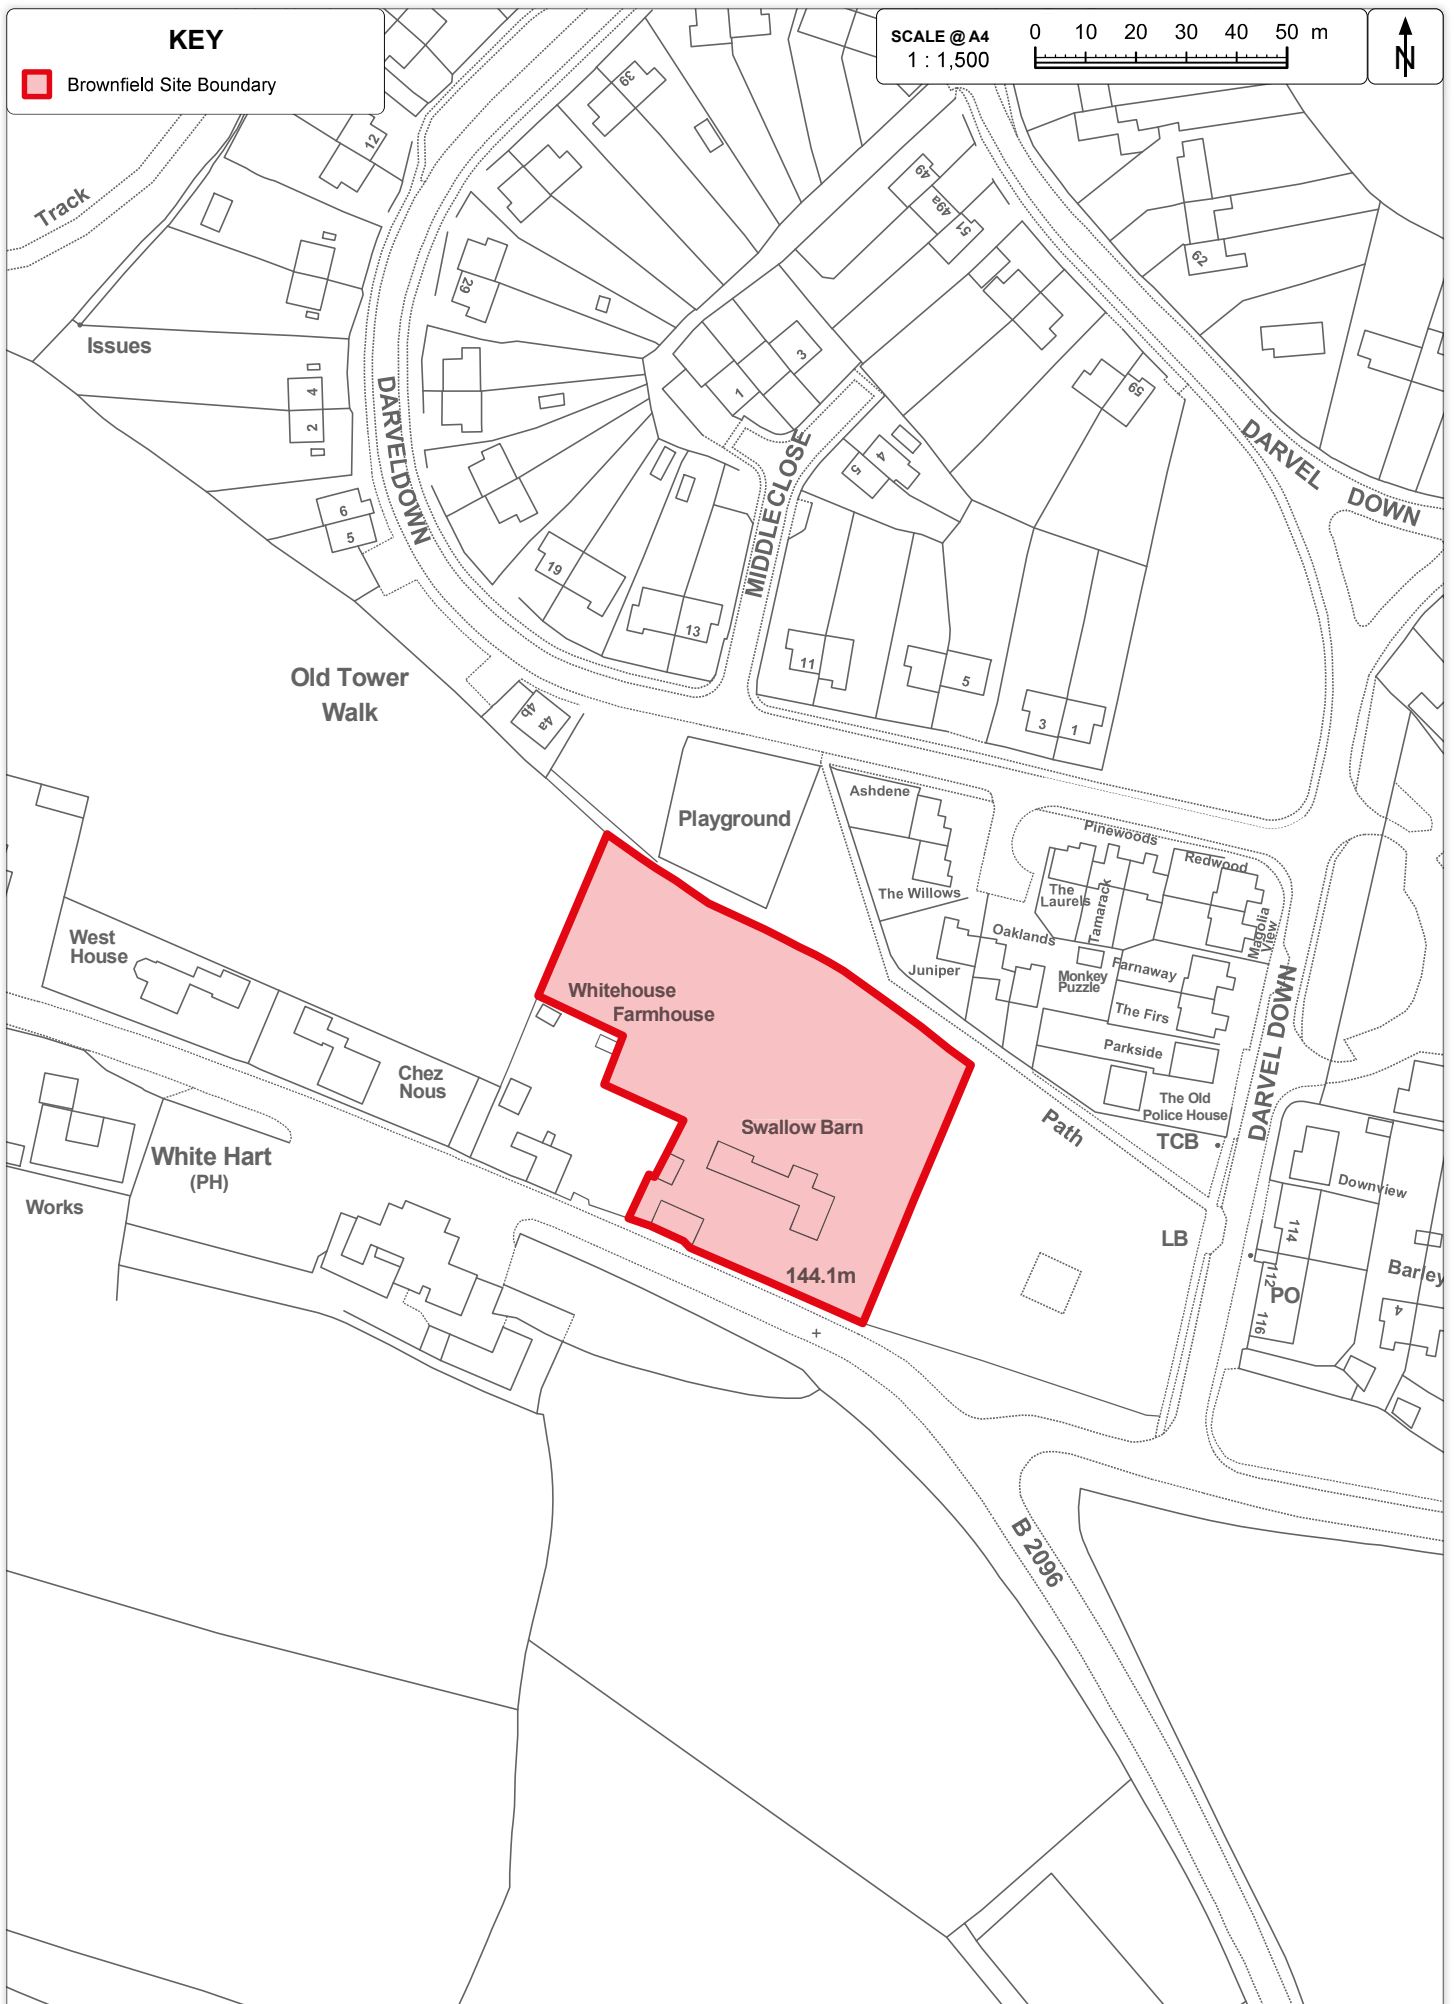 KEY
Brownfield Site Boundary
SCALE @ A4
1 : 1,500
0 10 20 30 40 50 m
N
39
12
Track
49
49a
51
62
29
Issues
3
1
59
4
2
DARVEL DOWN
DARVELDOWN
MIDDLECLOSE
4
5
6
5
19
13
11
5
3
1
Old Tower
Walk
4b
4a
Playground
Ashdene
Pinewoods
Redwood
The Willows
The
Laurels
Tamarack
Magolia
View
Oaklands
West
House
Juniper
Monkey
Puzzle
Farnaway
The Firs
Whitehouse
Farmhouse
Parkside
DARVEL DOWN
Chez
Nous
The Old
Police House
Swallow Barn
Path
TCB
White Hart
(PH)
Works
Downview
114
LB
144.1m
112
PO
Barley
4
116
B 2096